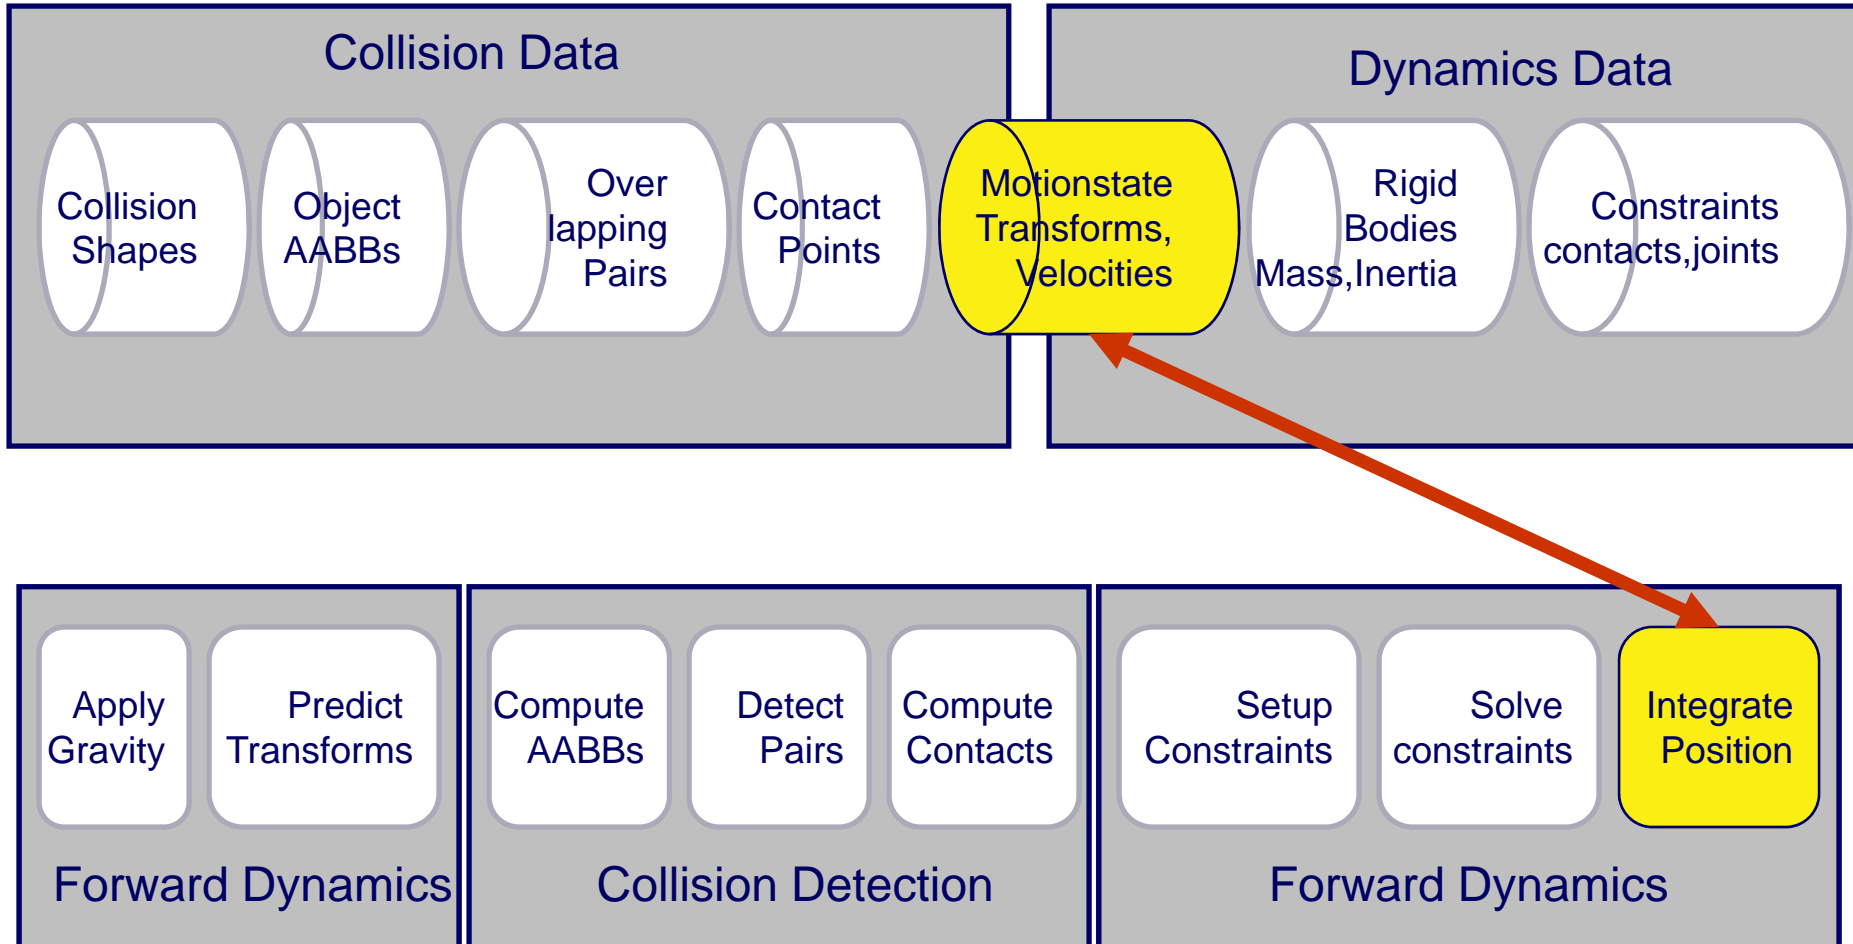 Collision Data
Dynamics Data
Collision
Shapes
Object
AABBs
Over
lapping
Pairs
Contact
Points
Motionstate
Transforms,
Velocities
Rigid
Bodies
Mass,Inertia
Constraints
contacts,joints
Apply
Gravity
Predict
Transforms
Compute
AABBs
Detect
Pairs
Compute
Contacts
Setup
Constraints
Solve
constraints
Integrate
Position
Forward Dynamics
Collision Detection
Forward Dynamics